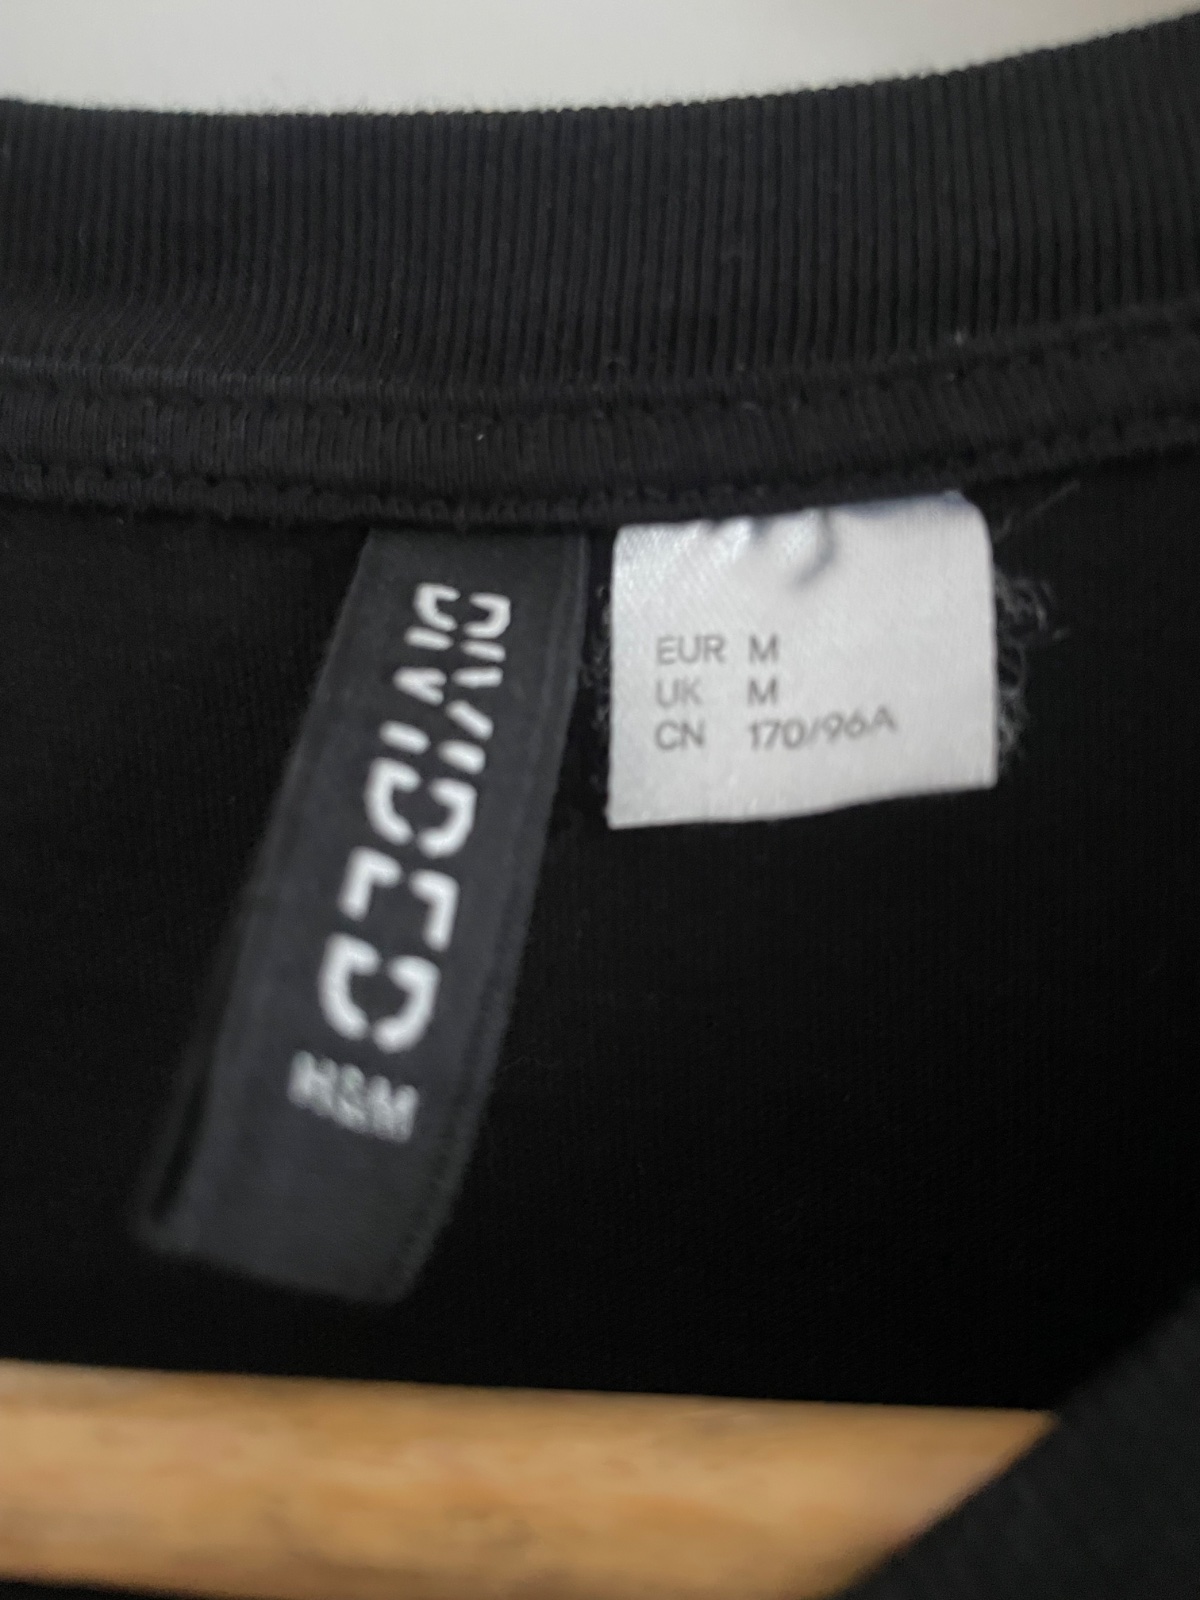 DIVIDED
H&M
EUR M
UK M
CN 170/96A